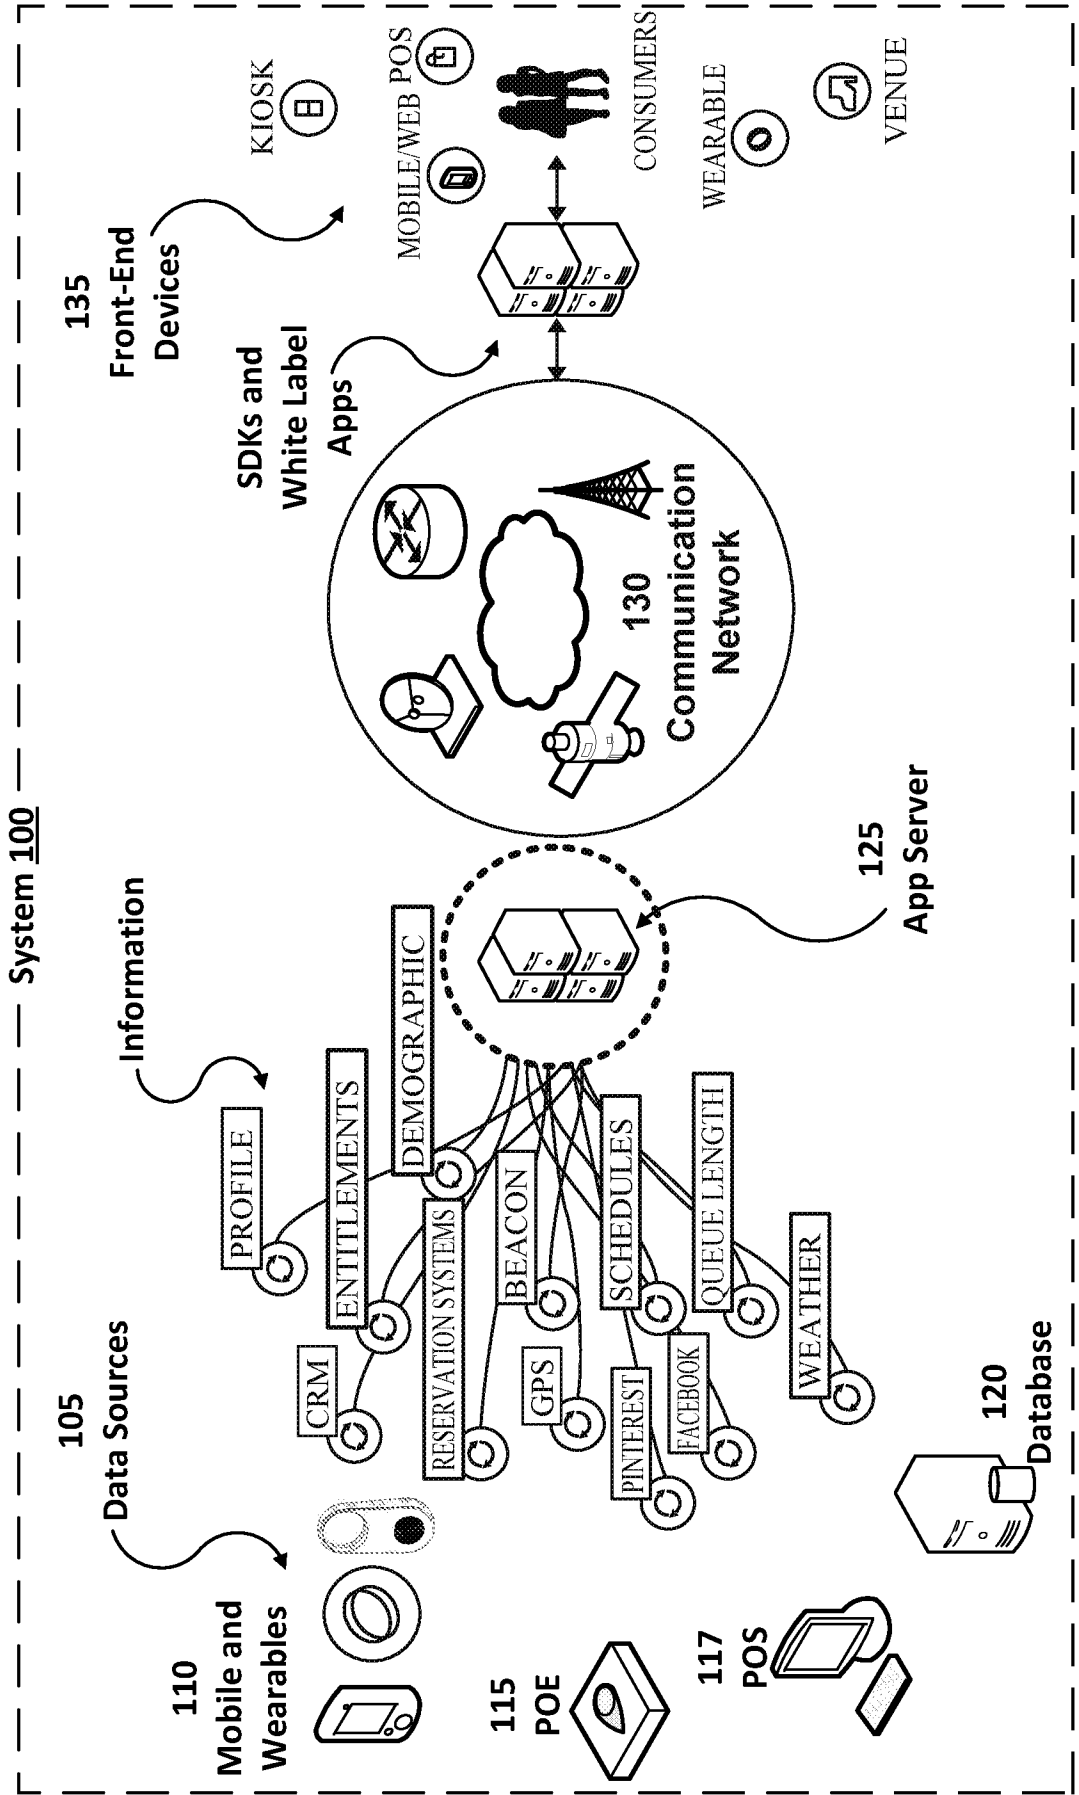 System 100
105
Data Sources
110
Mobile and
Wearables
115
POE
117
POS
120
Database
Information
PROFILE
ENTITLEMENTS
DEMOGRAPHIC
CRM
RESERVATION SYSTEMS
BEACON
GPS
SCHEDULES
PINTEREST
FACEBOOK
QUEUE LENGTH
WEATHER
125
App Server
130
Communication
Network
SDKs and
White Label
Apps
135
Front-End
Devices
KIOSK
MOBILE/WEB POS
CONSUMERS
WEARABLE
VENUE